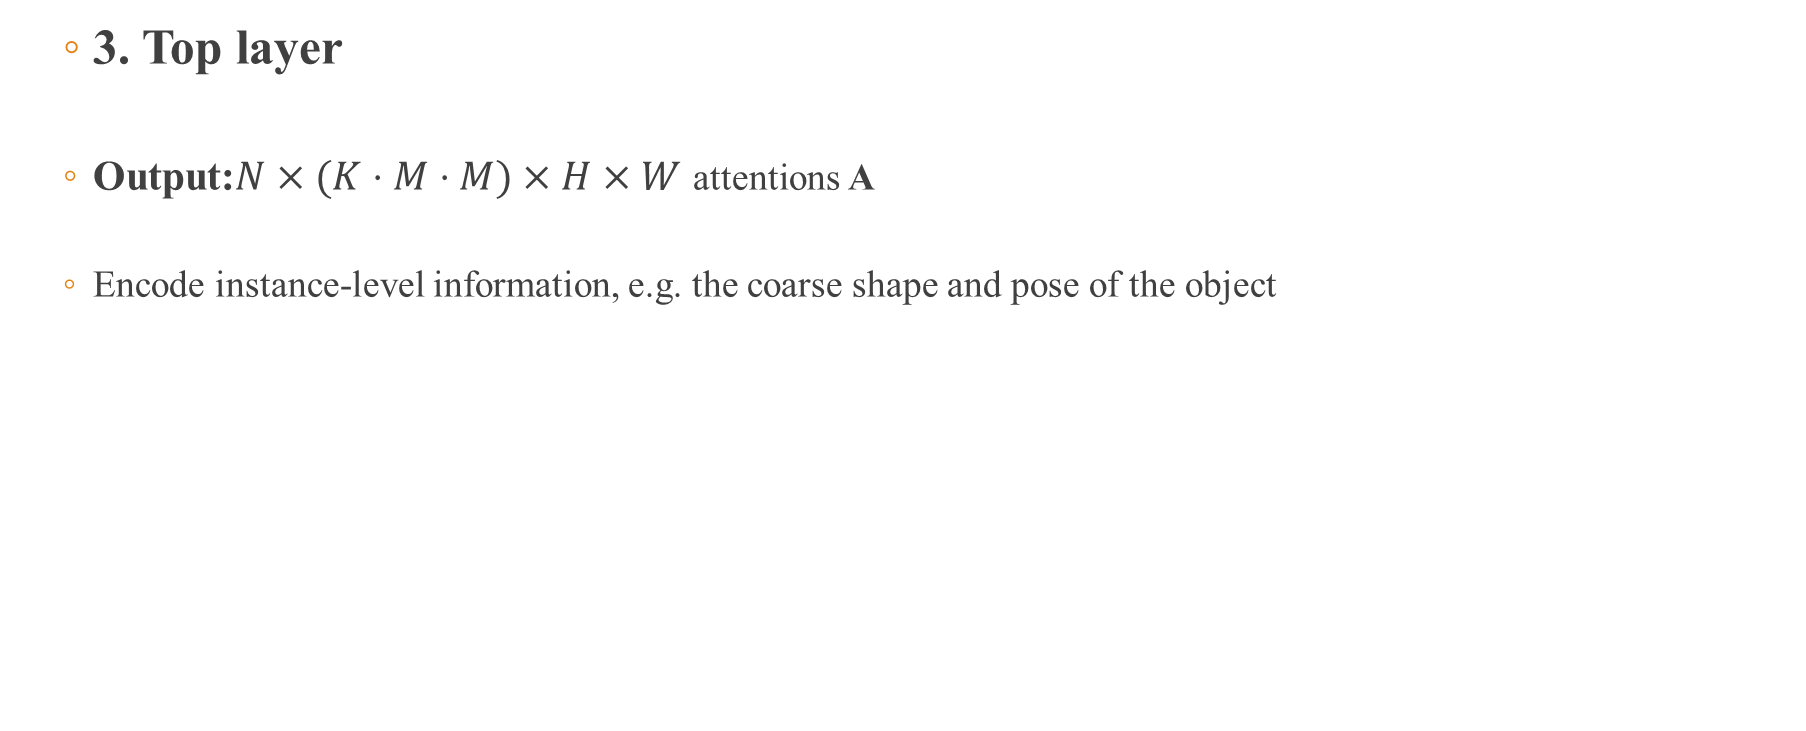 ◦ 3. Top layer
◦ Output:N × (K · M · M) × H × W attentions A
◦ Encode instance-level information, e.g. the coarse shape and pose of the object